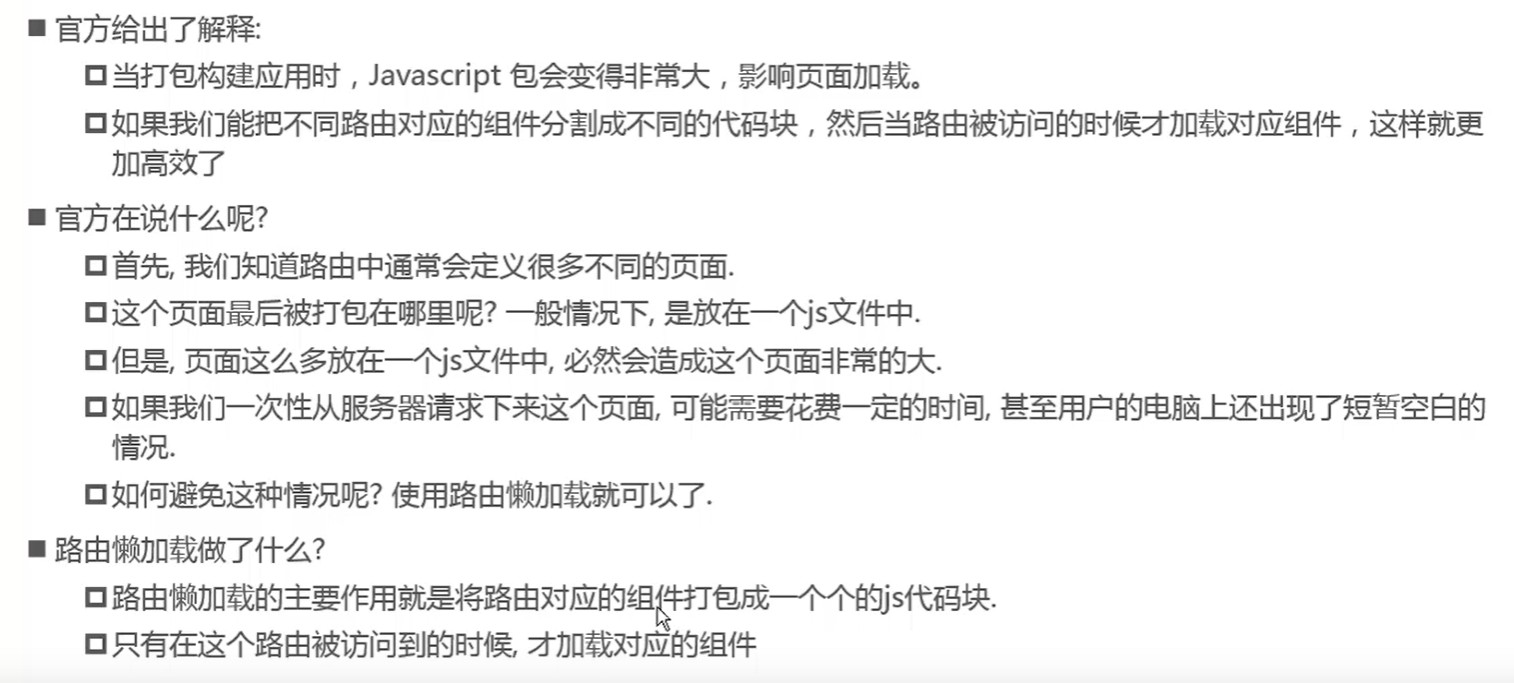 ■ 官方给出了解释:
□ 当打包构建应用时，Javascript 包会变得非常大，影响页面加载。
□ 如果我们能把不同路由对应的组件分割成不同的代码块，然后当路由被访问的时候才加载对应组件，这样就更
加高效了
■ 官方在说什么呢?
□ 首先, 我们知道路由中通常会定义很多不同的页面.
□ 这个页面最后被打包在哪里呢? 一般情况下, 是放在一个js文件中.
□ 但是, 页面这么多放在一个js文件中, 必然会造成这个页面非常的大.
□ 如果我们一次性从服务器请求下来这个页面, 可能需要花费一定的时间, 甚至用户的电脑上还出现了短暂空白的
情况.
□ 如何避免这种情况呢? 使用路由懒加载就可以了.
■ 路由懒加载做了什么?
□ 路由懒加载的主要作用就是将路由对应的组件打包成一个个的js代码块.
□ 只有在这个路由被访问到的时候, 才加载对应的组件